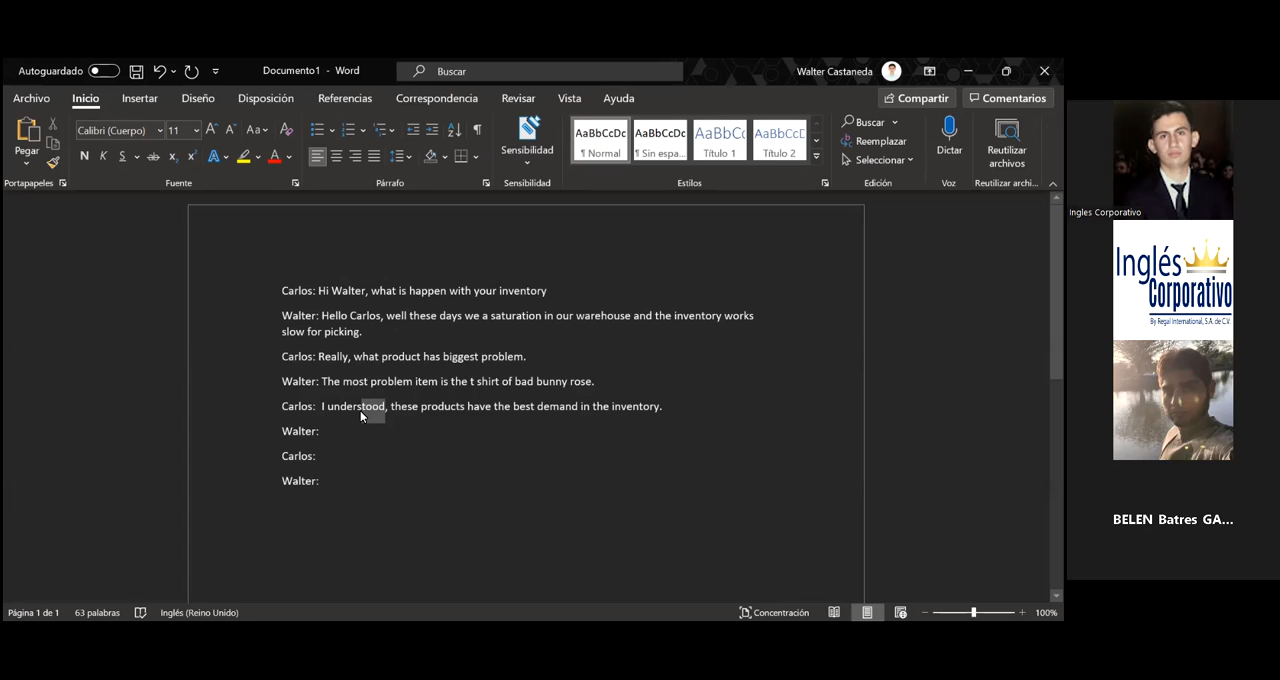 Autoguardado
Documento1 - Word
Buscar
Walter Castaneda
Archivo Inicio Insertar Diseño Disposición Referencias Correspondencia Revisar Vista Ayuda
Compartir Comentarios
Pegar
Calibri (Cuerpo) 11
N K S
AaBbCcDc AaBbCcDc AaBbC AaBbCcE
¶ Normal ¶ Sin espa... Título 1 Título 2
Sensibilidad
Buscar
Reemplazar
Seleccionar
Dictar
Reutilizar
archivos
Portapapeles Fuente Párrafo Sensibilidad Estilos Edición Voz Reutilizar archi...
Carlos: Hi Walter, what is happen with your inventory
Walter: Hello Carlos, well these days we a saturation in our warehouse and the inventory works
slow for picking.
Carlos: Really, what product has biggest problem.
Walter: The most problem item is the t shirt of bad bunny rose.
Carlos:  I understood, these products have the best demand in the inventory.
Walter:
Carlos:
Walter:
Página 1 de 1 63 palabras Inglés (Reino Unido) Concentración 100%
Ingles Corporativo
Inglés
Corporativo
By Regal International, S.A. de C.V.
BELEN Batres GA...